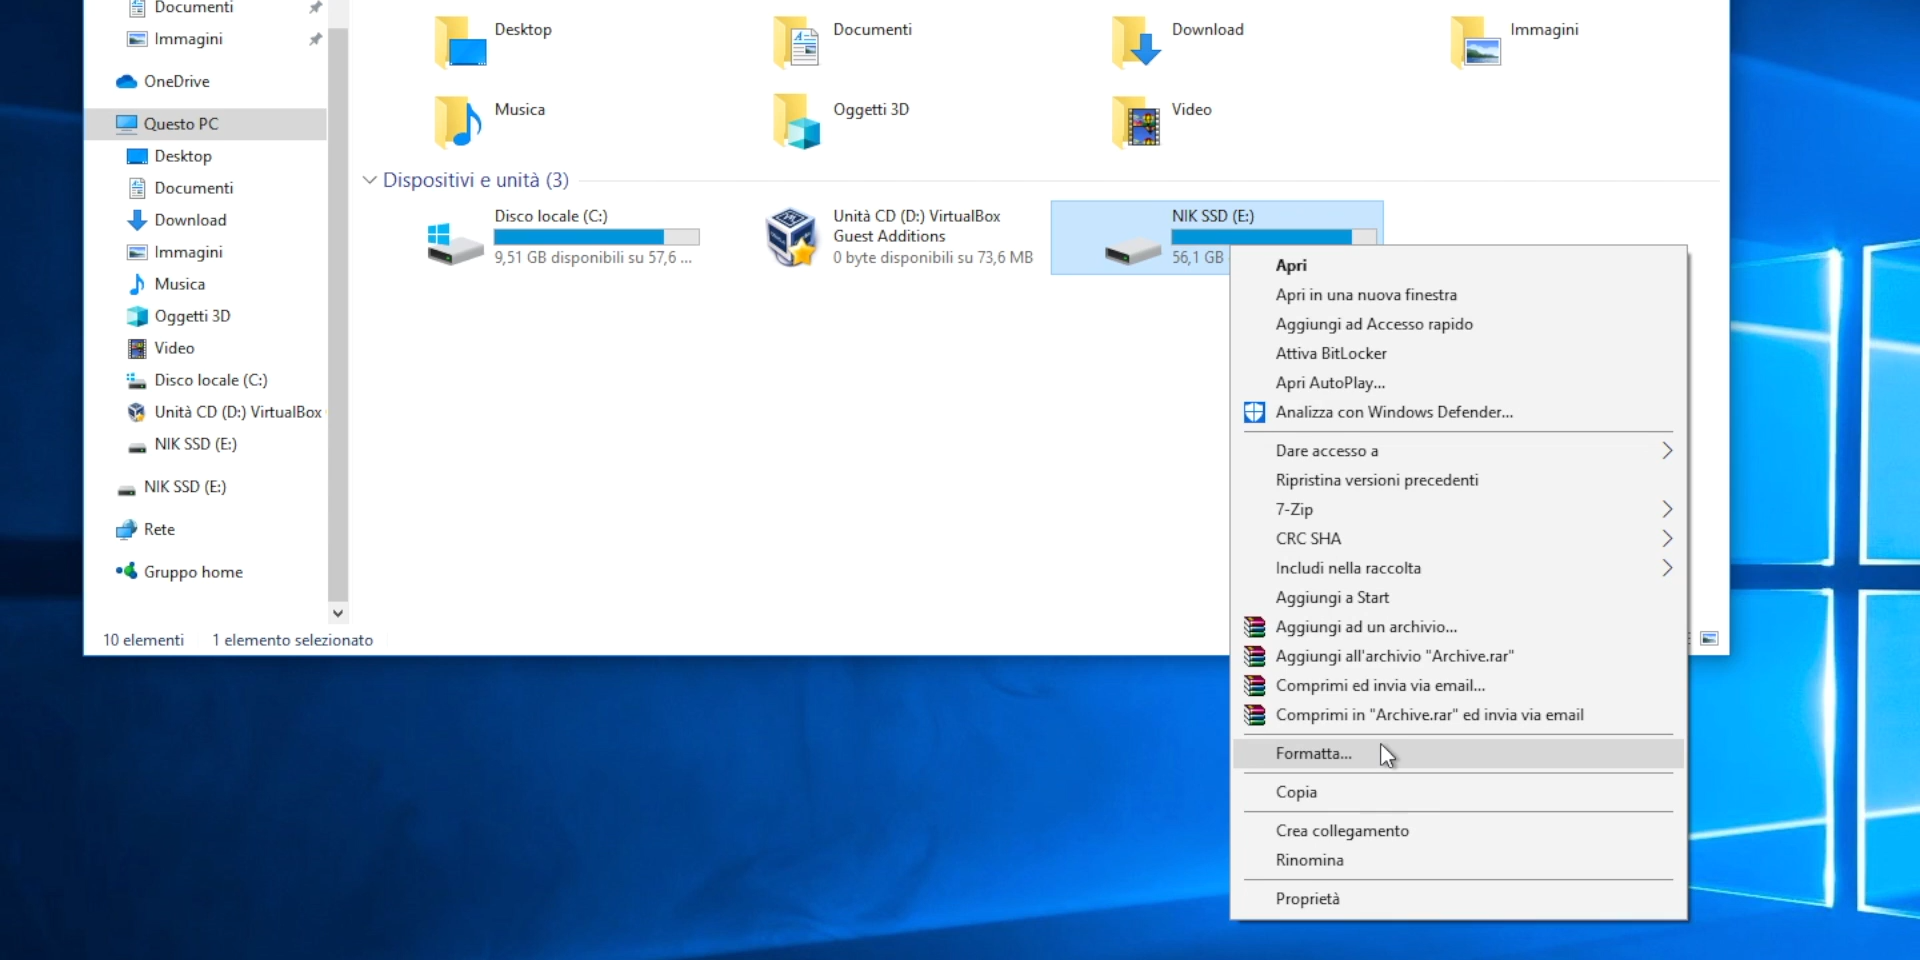 Documenti
Immagini
OneDrive
Questo PC
Desktop
Documenti
Download
Immagini
Musica
Oggetti 3D
Video
Disco locale (C:)
Unità CD (D:) VirtualBox
NIK SSD (E:)
NIK SSD (E:)
Rete
Gruppo home
10 elementi 1 elemento selezionato
Desktop
Documenti
Download
Immagini
Musica
Oggetti 3D
Video
Dispositivi e unità (3)
Disco locale (C:)
9,51 GB disponibili su 57,6 ...
Unità CD (D:) VirtualBox
Guest Additions
0 byte disponibili su 73,6 MB
NIK SSD (E:)
56,1 GB
Apri
Apri in una nuova finestra
Aggiungi ad Accesso rapido
Attiva BitLocker
Apri AutoPlay...
Analizza con Windows Defender...
Dare accesso a
Ripristina versioni precedenti
7-Zip
CRC SHA
Includi nella raccolta
Aggiungi a Start
Aggiungi ad un archivio...
Aggiungi all'archivio "Archive.rar"
Comprimi ed invia via email...
Comprimi in "Archive.rar" ed invia via email
Formatta...
Copia
Crea collegamento
Rinomina
Proprietà